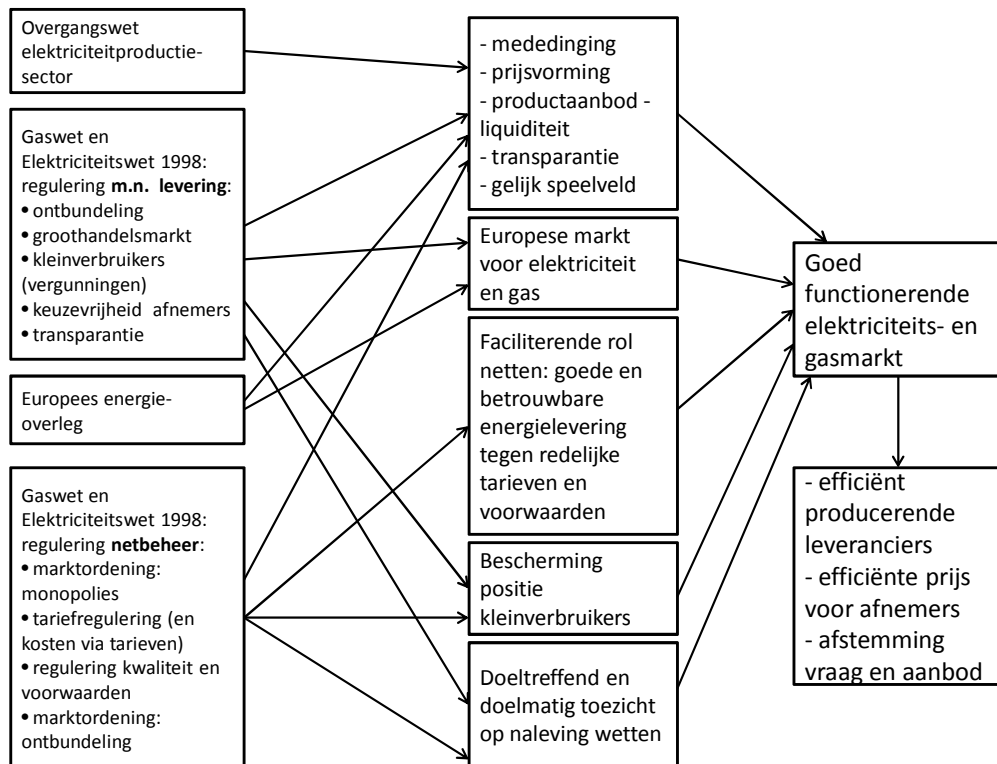 Overgangswet
elektriciteitproductie-
sector
Gaswet en
Elektriciteitswet 1998:
regulering m.n. levering:
• ontbundeling
• groothandelsmarkt
• kleinverbruikers
(vergunningen)
• keuzevrijheid afnemers
• transparantie
Europees energie-
overleg
Gaswet en
Elektriciteitswet 1998:
regulering netbeheer:
• marktordening:
monopolies
• tariefregulering (en
kosten via tarieven)
• regulering kwaliteit en
voorwaarden
• marktordening:
ontbundeling
- mededinging
- prijsvorming
- productaanbod -
liquiditeit
- transparantie
- gelijk speelveld
Europese markt
voor elektriciteit
en gas
Faciliterende rol
netten: goede en
betrouwbare
energielevering
tegen redelijke
tarieven en
voorwaarden
Bescherming
positie
kleinverbruikers
Doeltreffend en
doelmatig toezicht
op naleving wetten
Goed
functionerende
elektriciteits- en
gasmarkt
- efficiënt
producerende
leveranciers
- efficiënte prijs
voor afnemers
- afstemming
vraag en aanbod